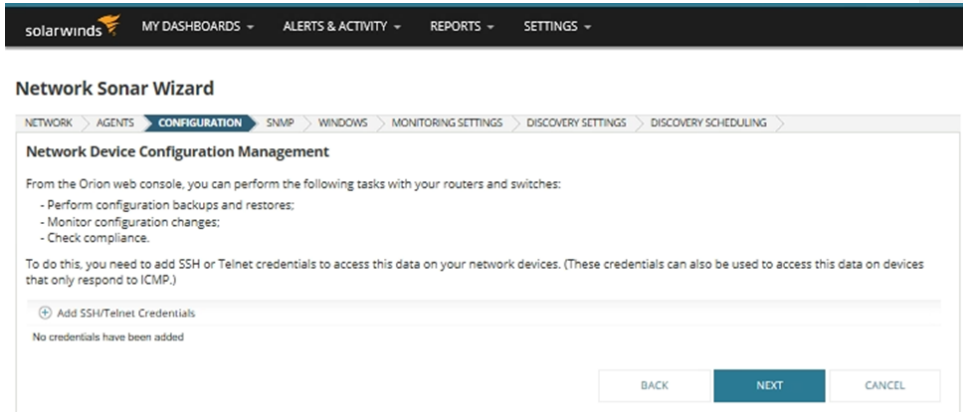 solarwinds MY DASHBOARDS ALERTS & ACTIVITY REPORTS SETTINGS
Network Sonar Wizard
NETWORK AGENTS CONFIGURATION SNMP WINDOWS MONITORING SETTINGS DISCOVERY SETTINGS DISCOVERY SCHEDULING
Network Device Configuration Management
From the Orion web console, you can perform the following tasks with your routers and switches:
- Perform configuration backups and restores;
- Monitor configuration changes;
- Check compliance.
To do this, you need to add SSH or Telnet credentials to access this data on your network devices. (These credentials can also be used to access this data on devices
that only respond to ICMP.)
Add SSH/Telnet Credentials
No credentials have been added
BACK NEXT CANCEL